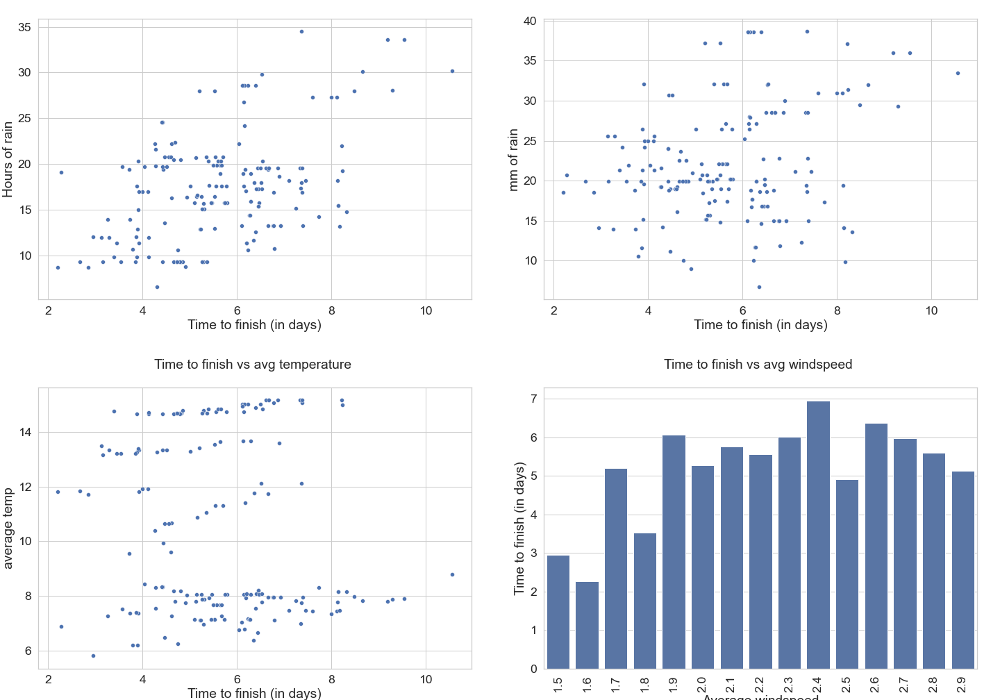 35
30
25
20
15
10
Hours of rain
2 4 6 8 10
Time to finish (in days)
40
35
30
25
20
15
10
mm of rain
2 4 6 8 10
Time to finish (in days)
Time to finish vs avg temperature
14
12
10
8
6
average temp
2 4 6 8 10
Time to finish (in days)
Time to finish vs avg windspeed
7
6
5
4
3
2
1
0
Time to finish (in days)
1.5 1.6 1.7 1.8 1.9 2.0 2.1 2.2 2.3 2.4 2.5 2.6 2.7 2.8 2.9
Average windspeed